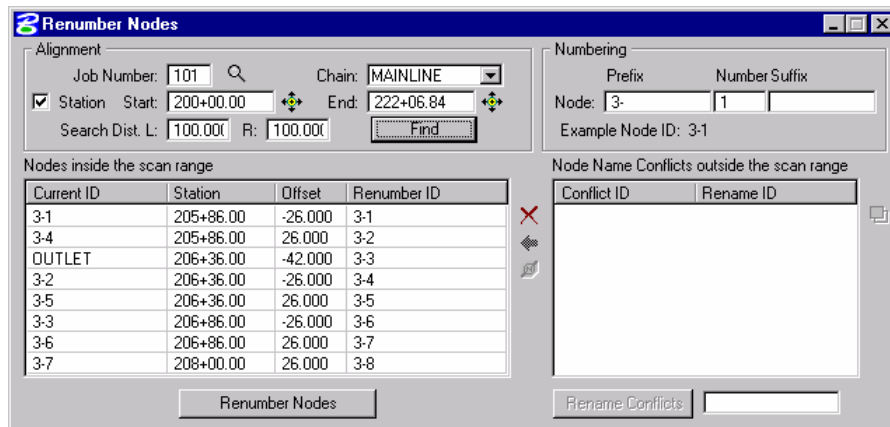 Renumber Nodes
Alignment
Job Number: 101 Chain: MAINLINE
Station Start: 200+00.00 End: 222+06.84
Search Dist. L: 100.00( R: 100.00( Find
Numbering
Prefix Number Suffix
Node: 3- 1
Example Node ID: 3-1
Nodes inside the scan range
Current ID Station Offset Renumber ID
3-1 205+86.00 -26.000 3-1
3-4 205+86.00 26.000 3-2
OUTLET 206+36.00 -42.000 3-3
3-2 206+36.00 -26.000 3-4
3-5 206+36.00 26.000 3-5
3-3 206+86.00 -26.000 3-6
3-6 206+86.00 26.000 3-7
3-7 208+00.00 26.000 3-8
Renumber Nodes
Node Name Conflicts outside the scan range
Conflict ID Rename ID
Rename Conflicts